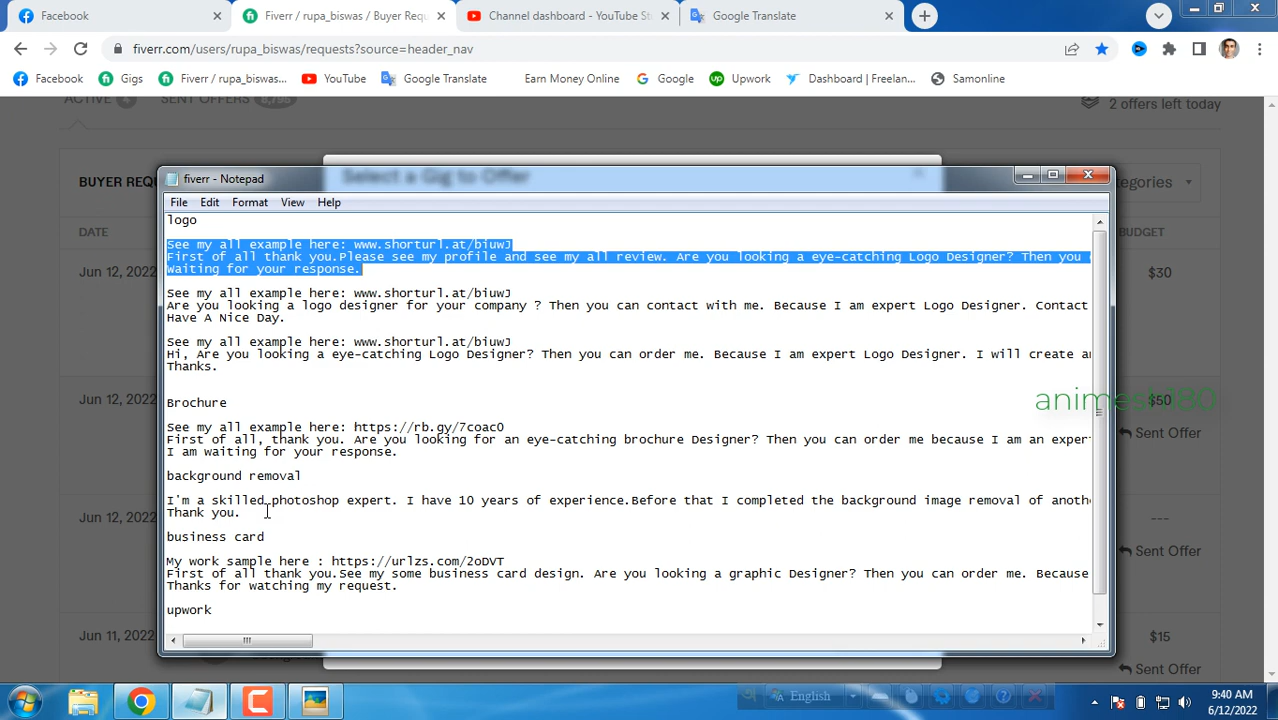 Facebook
Fiverr / rupa_biswas / Buyer Requ
Channel dashboard - YouTube St
Google Translate
fiverr.com/users/rupa_biswas/requests?source=header_nav
Facebook
Gigs
Fiverr / rupa_biswas...
YouTube
Google Translate
Earn Money Online
Google
Upwork
Dashboard | Freelan...
Samonline
ACTIVE 4
SENT OFFERS 8,795
2 offers left today
BUYER REQ
egories
DATE
BUDGET
Jun 12, 2022
$30
Jun 12, 2022
$50
Sent Offer
Jun 12, 2022
---
Sent Offer
Jun 11, 2022
$15
Sent Offer
Select a Gig to Offer
fiverr - Notepad
File Edit Format View Help
logo
See my all example here: www.shorturl.at/biuwJ
First of all thank you.Please see my profile and see my all review. Are you looking a eye-catching Logo Designer? Then you
waiting for your response.
See my all example here: www.shorturl.at/biuwJ
Are you looking a logo designer for your company ? Then you can contact with me. Because I am expert Logo Designer. Contact
Have A Nice Day.
See my all example here: www.shorturl.at/biuwJ
Hi, Are you looking a eye-catching Logo Designer? Then you can order me. Because I am expert Logo Designer. I will create a
Thanks.
Brochure
See my all example here: https://rb.gy/7coac0
First of all, thank you. Are you looking for an eye-catching brochure Designer? Then you can order me because I am an exper
I am waiting for your response.
background removal
I'm a skilled photoshop expert. I have 10 years of experience.Before that I completed the background image removal of anoth
Thank you.
business card
My work sample here : https://urlzs.com/2oDVT
First of all thank you.See my some business card design. Are you looking a graphic Designer? Then you can order me. Because
Thanks for watching my request.
upwork
animesh180
English
9:40 AM
6/12/2022